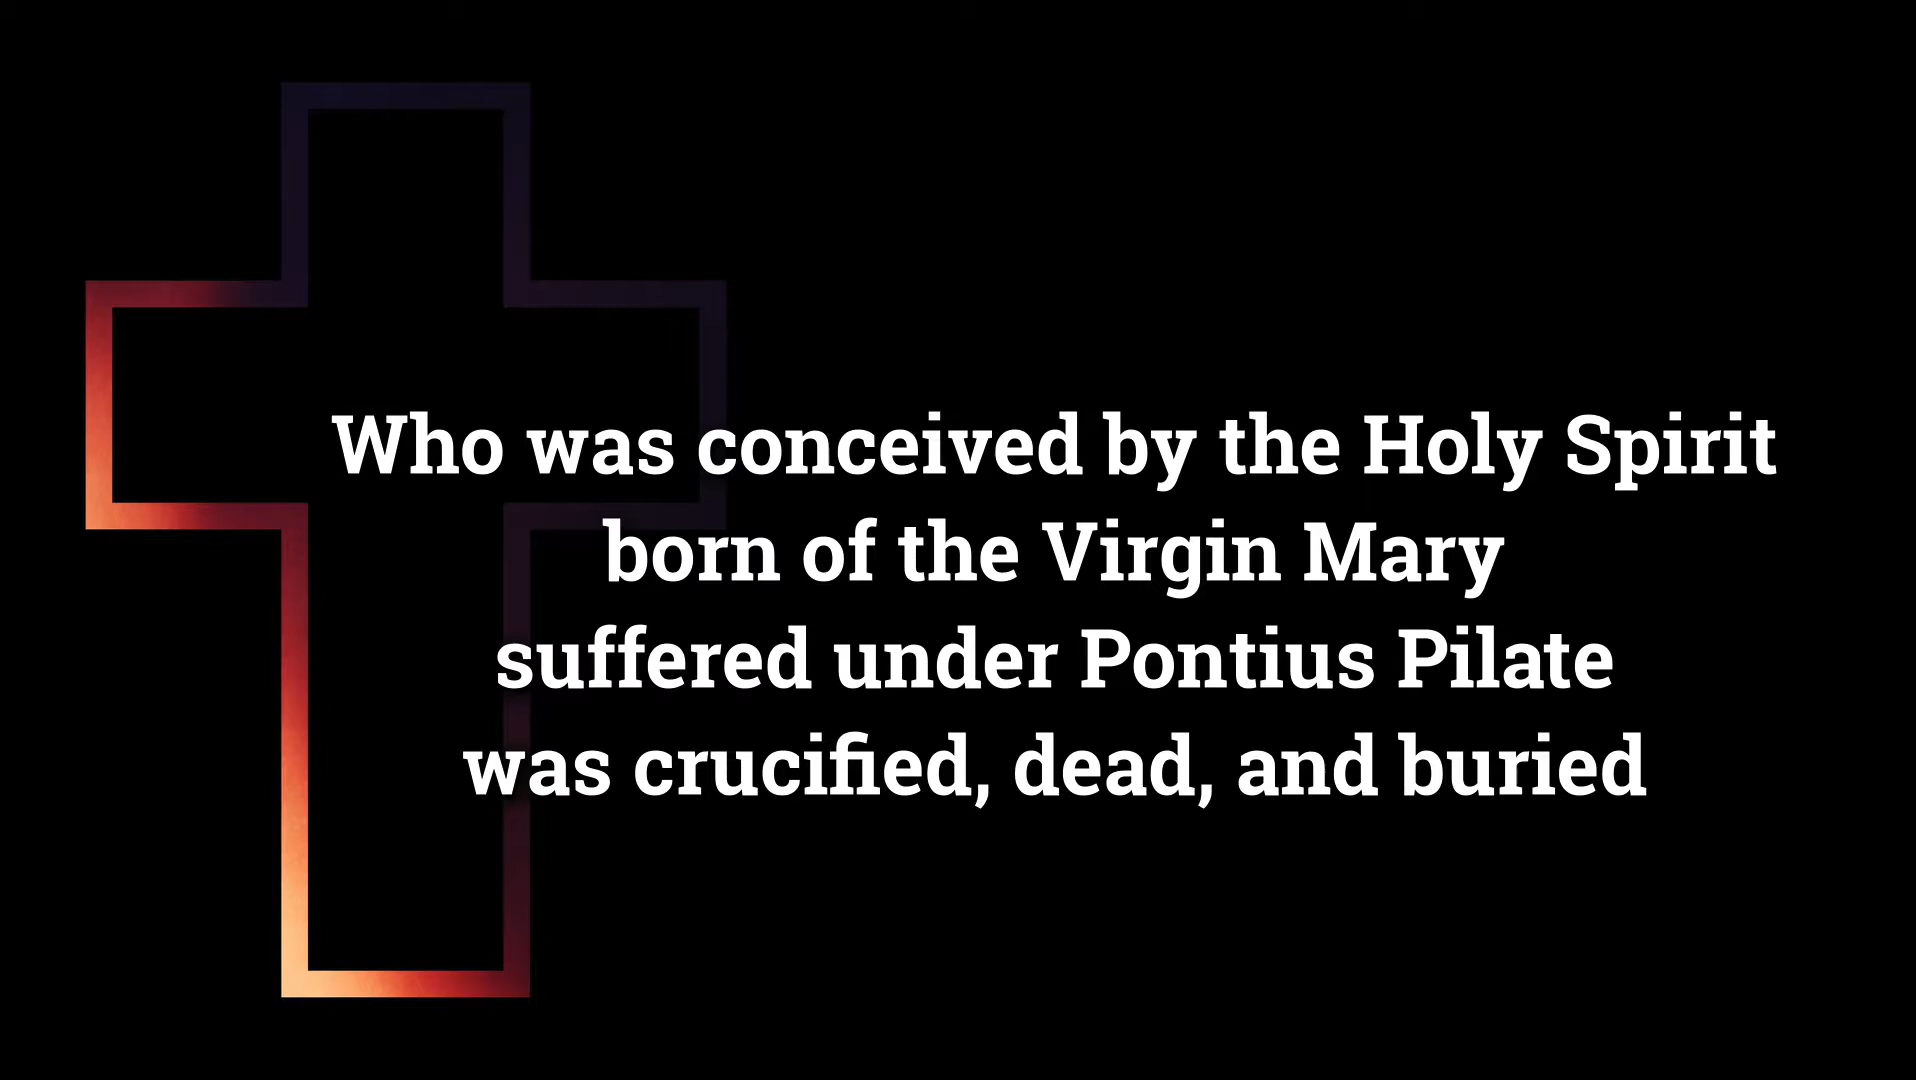 Who was conceived by the Holy Spirit
born of the Virgin Mary
suffered under Pontius Pilate
was crucified, dead, and buried